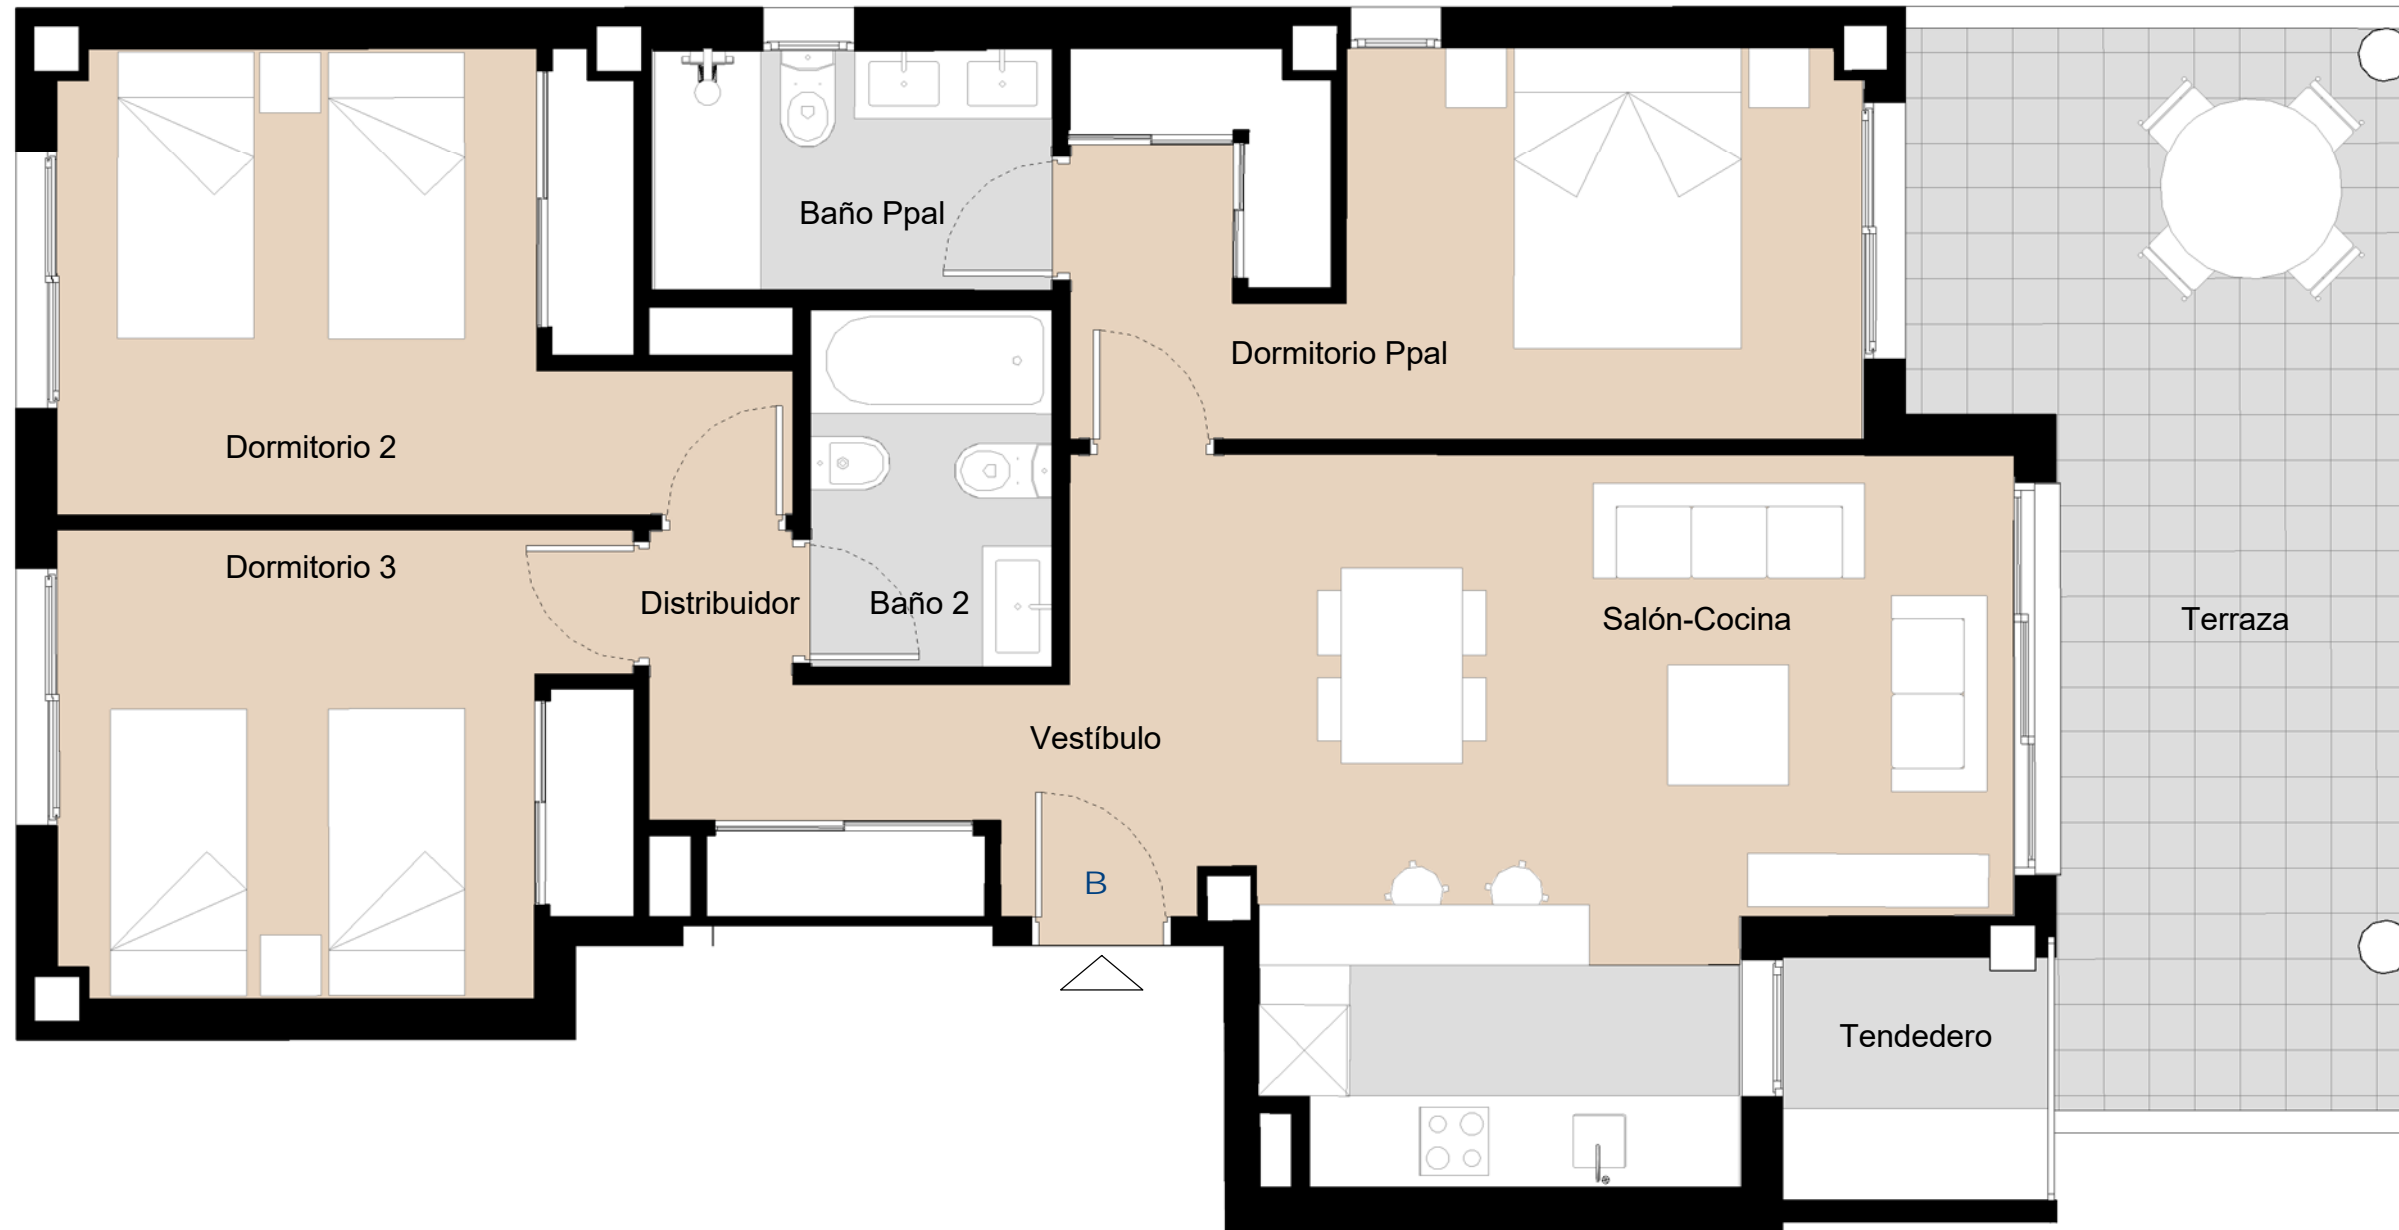 Baño Ppal
Dormitorio Ppal
Dormitorio 2
Dormitorio 3
Distribuidor
Baño 2
Salón-Cocina
Terraza
Vestíbulo
B
Tendedero